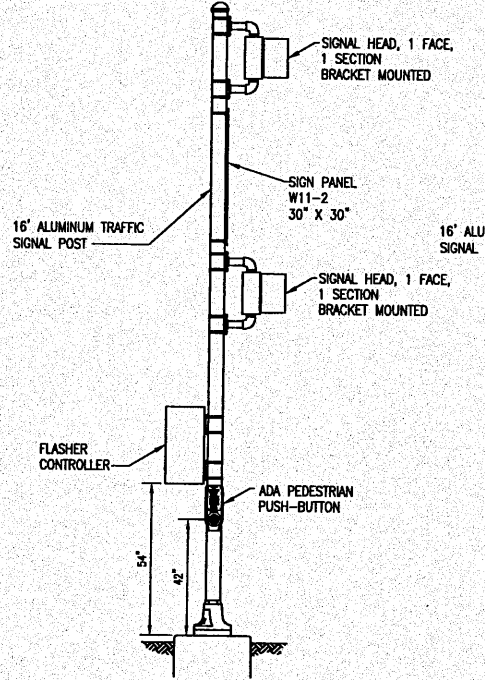 SIGNAL HEAD, 1 FACE,
1 SECTION
BRACKET MOUNTED
SIGN PANEL
W11-2
30" X 30"
16' ALUMINUM TRAFFIC
SIGNAL POST
16' ALU
SIGNAL
SIGNAL HEAD, 1 FACE,
1 SECTION
BRACKET MOUNTED
FLASHER
CONTROLLER
ADA PEDESTRIAN
PUSH-BUTTON
54"
42"